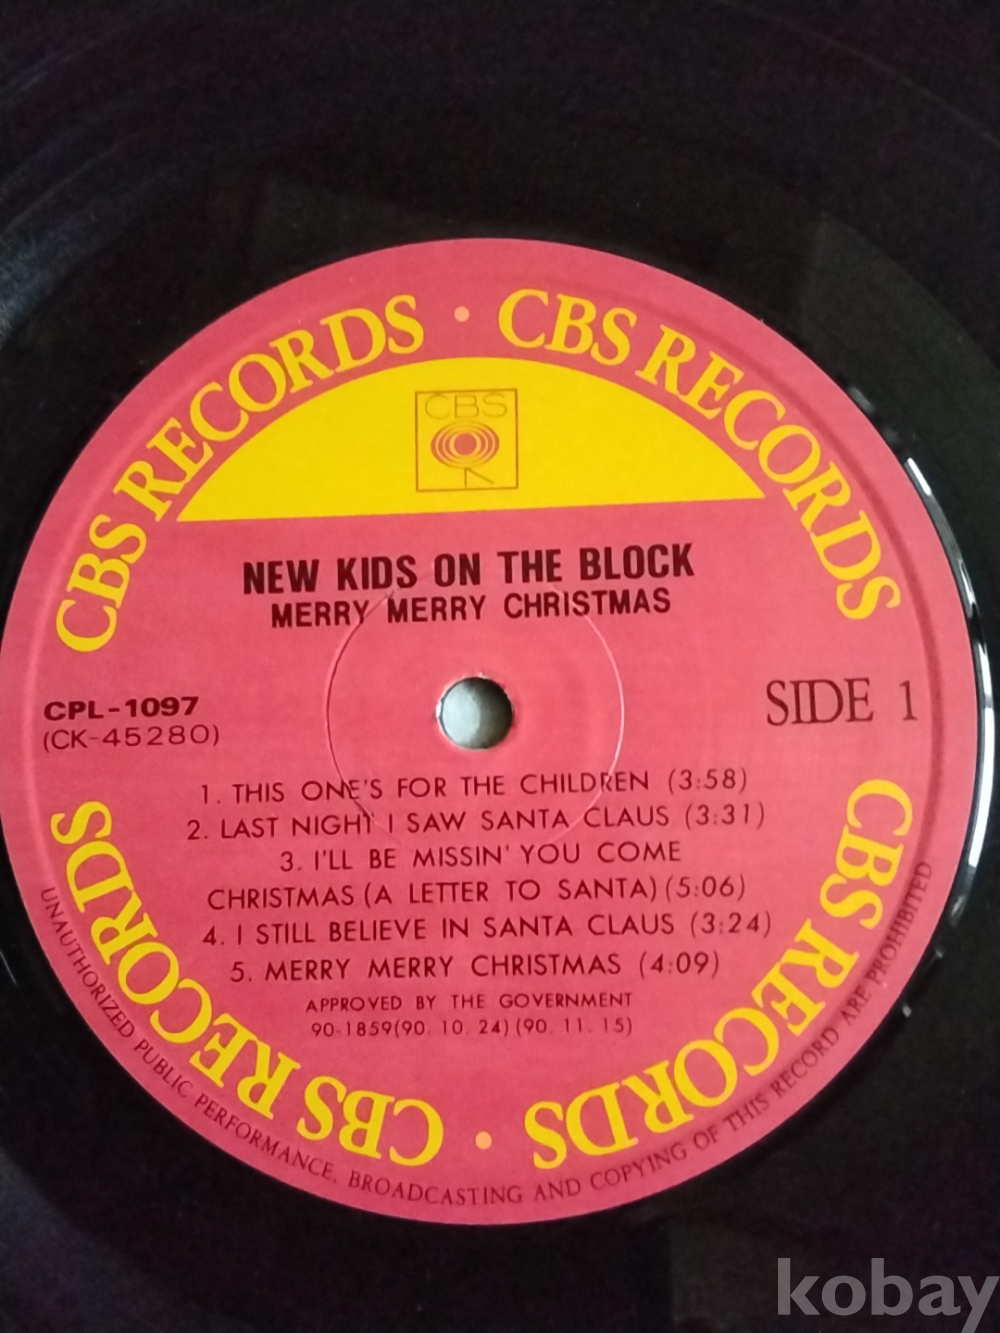 CBS RECORDS · CBS RECORDS
CBS
NEW KIDS ON THE BLOCK
MERRY MERRY CHRISTMAS
CPL-1097
(CK-45280)
SIDE 1
1. THIS ONE'S FOR THE CHILDREN (3:58)
2. LAST NIGHT I SAW SANTA CLAUS (3:31)
3. I'LL BE MISSIN' YOU COME
CHRISTMAS (A LETTER TO SANTA) (5:06)
4. I STILL BELIEVE IN SANTA CLAUS (3:24)
5. MERRY MERRY CHRISTMAS (4:09)
APPROVED BY THE GOVERNMENT
90-1859(90. 10. 24) (90. 11. 15)
CBS RECORDS · CBS RECORDS
UNAUTHORIZED PUBLIC PERFORMANCE, BROADCASTING AND COPYING OF THIS RECORD ARE PROHIBITED
kobay